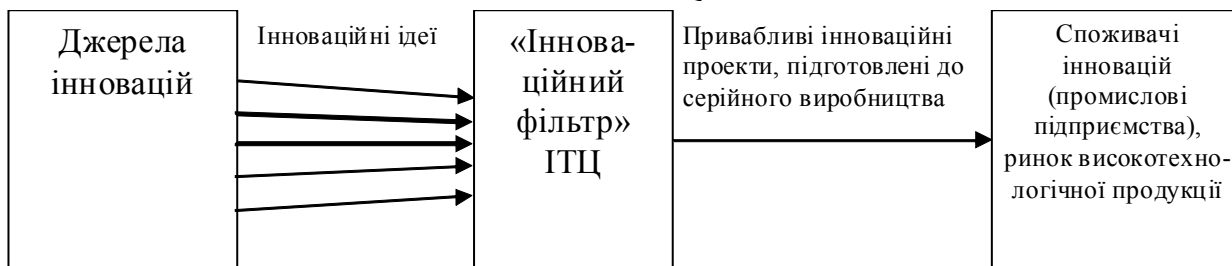 Джерела
інновацій
Інноваційні ідеї
«Іннова-
ційний
фільтр»
ІТЦ
Привабливі інноваційні
проекти, підготовлені до
серійного виробництва
Споживачі
інновацій
(промислові
підприємства),
ринок високотехно-
логічної продукції